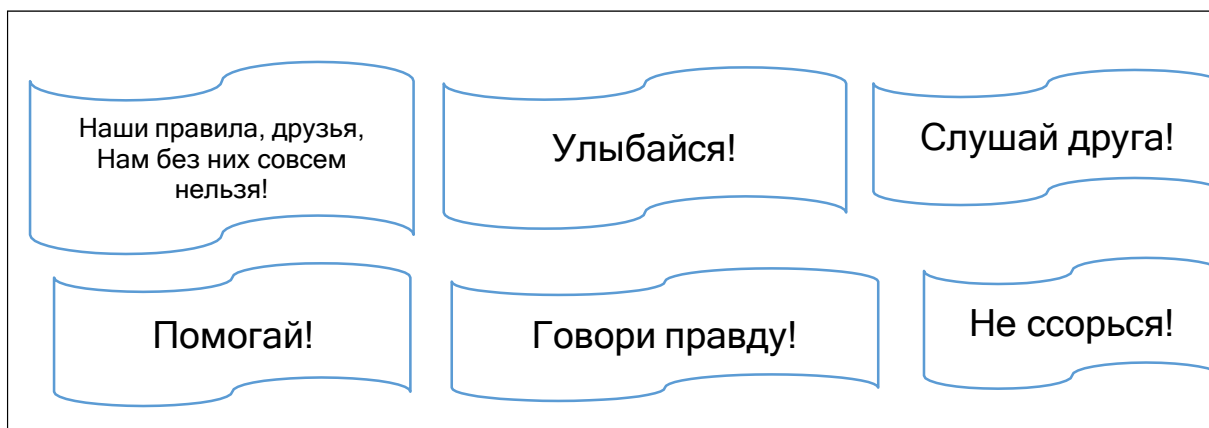 Наши правила, друзья,
Нам без них совсем
нельзя!
Улыбайся!
Слушай друга!
Помогай!
Говори правду!
Не ссорься!